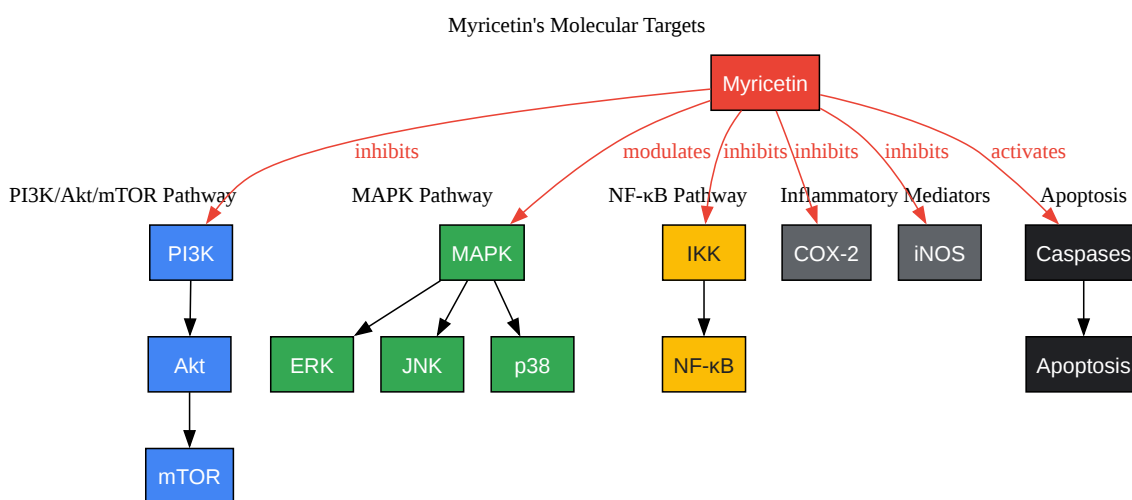 Myricetin's Molecular Targets
Myricetin
inhibits modulates inhibits inhibits inhibits activates
PI3K/Akt/mTOR Pathway MAPK Pathway NF-κB Pathway Inflammatory Mediators Apoptosis
PI3K MAPK IKK COX-2 iNOS Caspases
Akt ERK JNK p38 NF-κB Apoptosis
mTOR